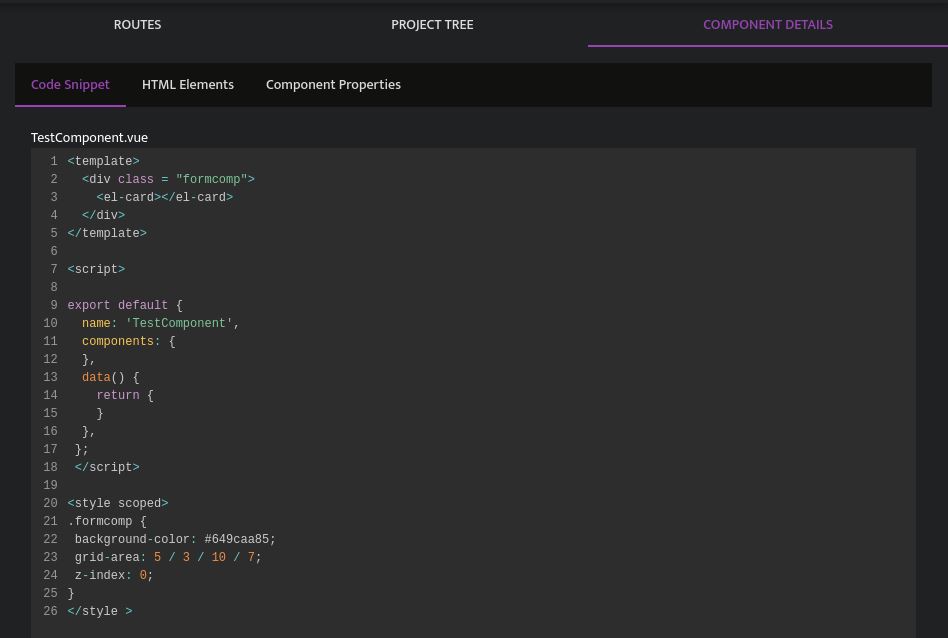 ROUTES PROJECT TREE COMPONENT DETAILS
Code Snippet HTML Elements Component Properties
TestComponent.vue
1 <template>
2   <div class = "formcomp">
3     <el-card></el-card>
4   </div>
5 </template>
6
7 <script>
8
9 export default {
10   name: 'TestComponent',
11   components: {
12   },
13   data() {
14     return {
15     }
16   },
17  };
18  </script>
19
20 <style scoped>
21 .formcomp {
22  background-color: #649caa85;
23  grid-area: 5 / 3 / 10 / 7;
24  z-index: 0;
25 }
26 </style >